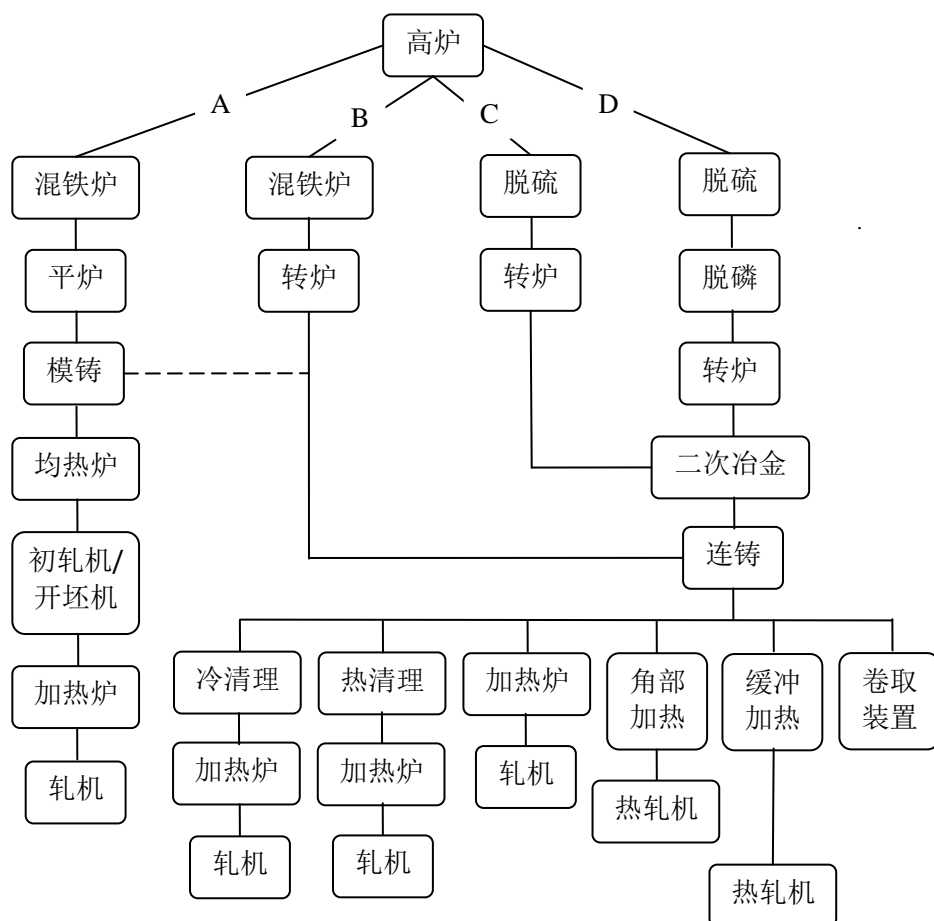 高炉
A
B
C
D
混铁炉
混铁炉
脱硫
脱硫
平炉
转炉
转炉
脱磷
模铸
转炉
均热炉
二次冶金
初轧机/
开坯机
连铸
加热炉
冷清理
热清理
加热炉
角部
加热
缓冲
加热
卷取
装置
轧机
加热炉
加热炉
轧机
热轧机
轧机
轧机
热轧机